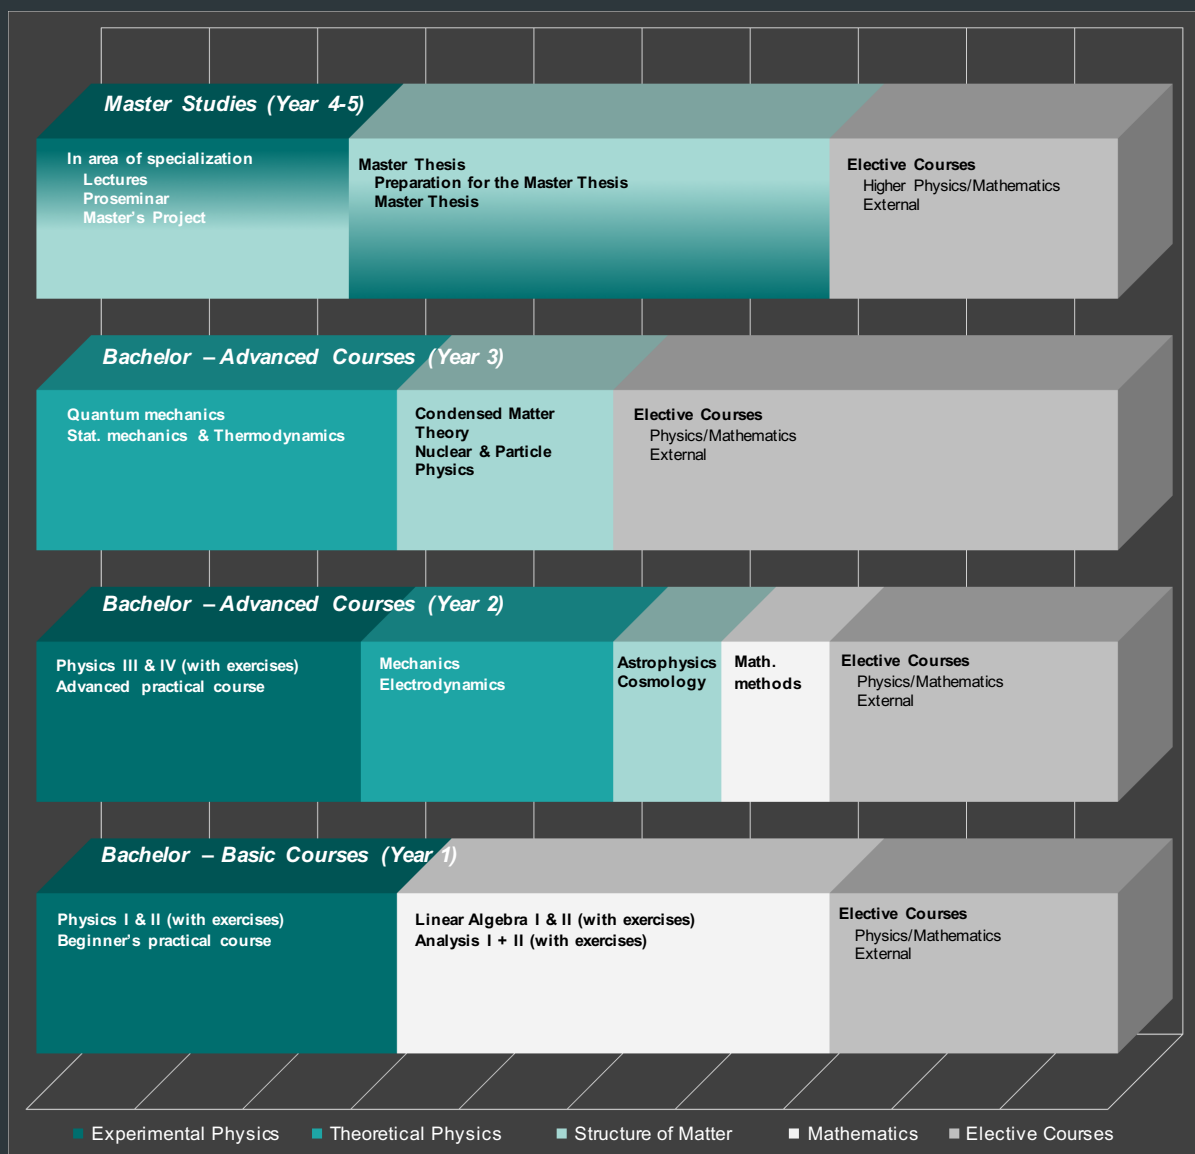 Master Studies (Year 4-5)
In area of specialization
Lectures
Proseminar
Master's Project
Master Thesis
Preparation for the Master Thesis
Master Thesis
Elective Courses
Higher Physics/Mathematics
External
Bachelor – Advanced Courses (Year 3)
Quantum mechanics
Stat. mechanics & Thermodynamics
Condensed Matter
Theory
Nuclear & Particle
Physics
Elective Courses
Physics/Mathematics
External
Bachelor – Advanced Courses (Year 2)
Physics III & IV (with exercises)
Advanced practical course
Mechanics
Electrodynamics
Astrophysics
Cosmology
Math.
methods
Elective Courses
Physics/Mathematics
External
Bachelor – Basic Courses (Year 1)
Physics I & II (with exercises)
Beginner's practical course
Linear Algebra I & II (with exercises)
Analysis I + II (with exercises)
Elective Courses
Physics/Mathematics
External
Experimental Physics
Theoretical Physics
Structure of Matter
Mathematics
Elective Courses